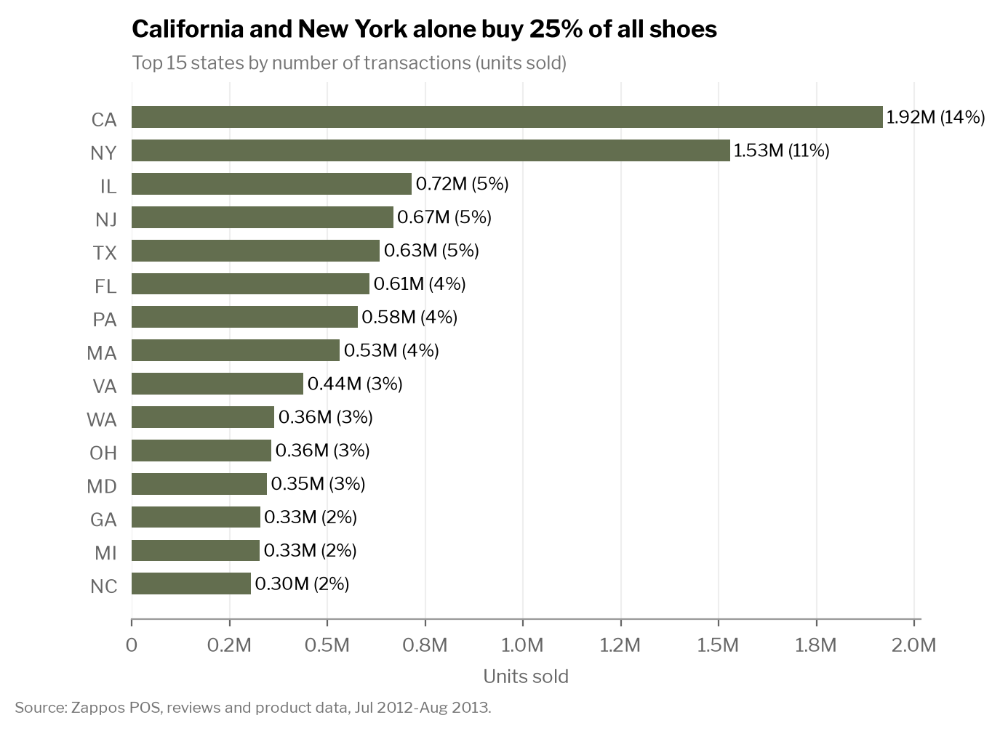 California and New York alone buy 25% of all shoes
Top 15 states by number of transactions (units sold)
CA 1.92M (14%)
NY 1.53M (11%)
IL 0.72M (5%)
NJ 0.67M (5%)
TX 0.63M (5%)
FL 0.61M (4%)
PA 0.58M (4%)
MA 0.53M (4%)
VA 0.44M (3%)
WA 0.36M (3%)
OH 0.36M (3%)
MD 0.35M (3%)
GA 0.33M (2%)
MI 0.33M (2%)
NC 0.30M (2%)
0 0.2M 0.5M 0.8M 1.0M 1.2M 1.5M 1.8M 2.0M
Units sold
Source: Zappos POS, reviews and product data, Jul 2012-Aug 2013.